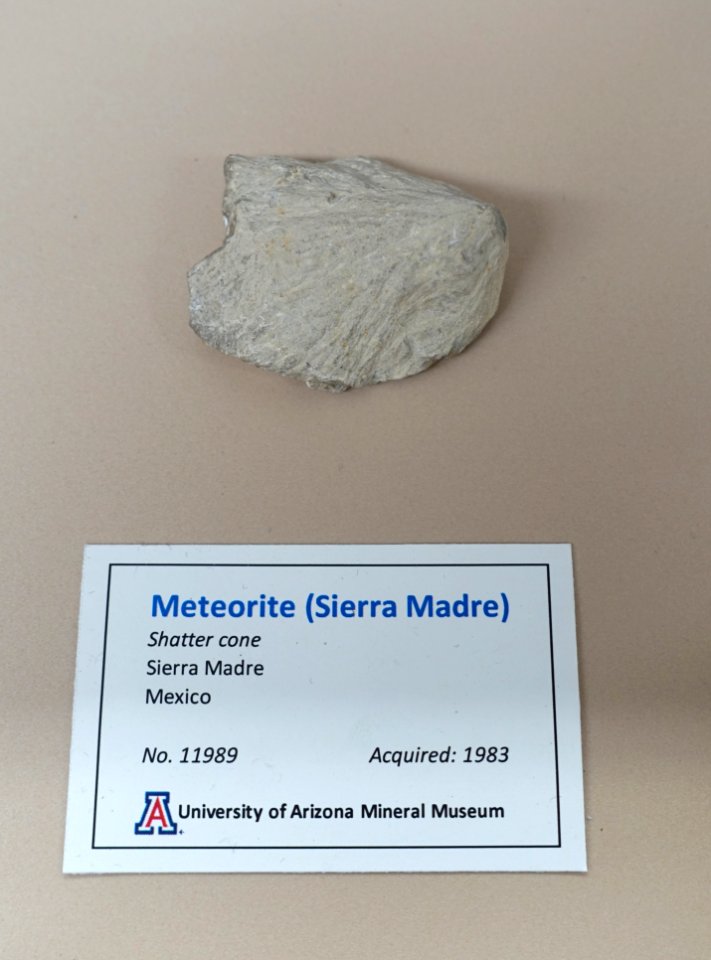 Meteorite (Sierra Madre)
Shatter cone
Sierra Madre
Mexico
No. 11989 Acquired: 1983
A University of Arizona Mineral Museum